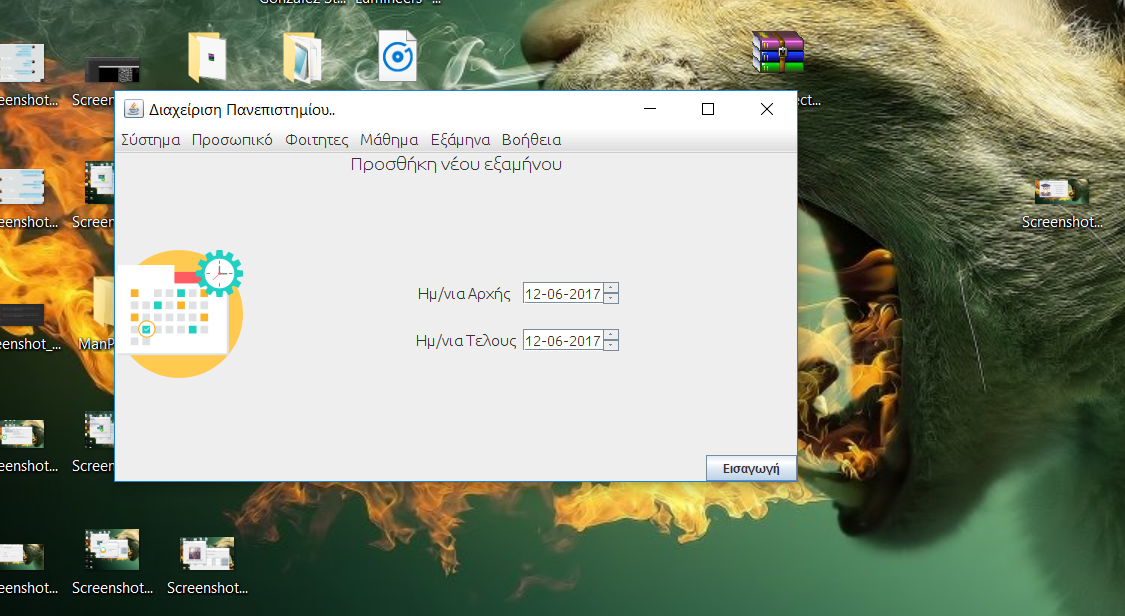 Gonzalez St... Lumineers - ...
eenshot...
Screen
ect...
Διαχείριση Πανεπιστημίου..
Σύστημα Προσωπικό Φοιτητες Μάθημα Εξάμηνα Βοήθεια
Προσθήκη νέου εξαμήνου
eenshot...
Screen
Screenshot...
Ημ/νια Αρχής 12-06-2017
Ημ/νια Τελους 12-06-2017
eenshot_...
ManP
eenshot...
Screen
Εισαγωγή
eenshot...
Screenshot...
Screenshot...